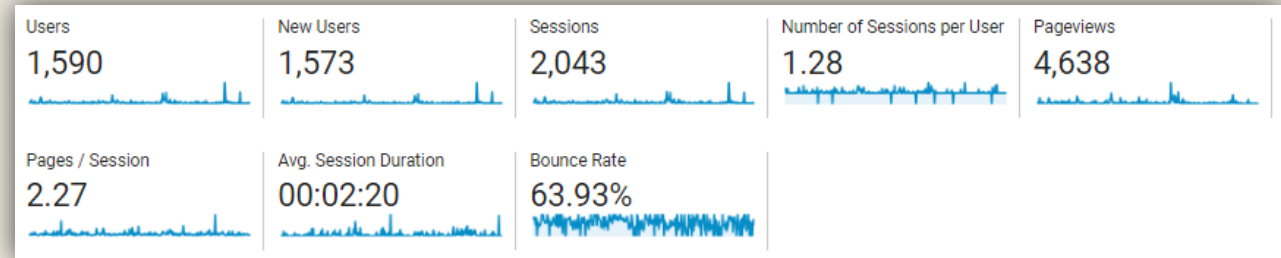 Users
1,590
New Users
1,573
Sessions
2,043
Number of Sessions per User
1.28
Pageviews
4,638
Pages / Session
2.27
Avg. Session Duration
00:02:20
Bounce Rate
63.93%